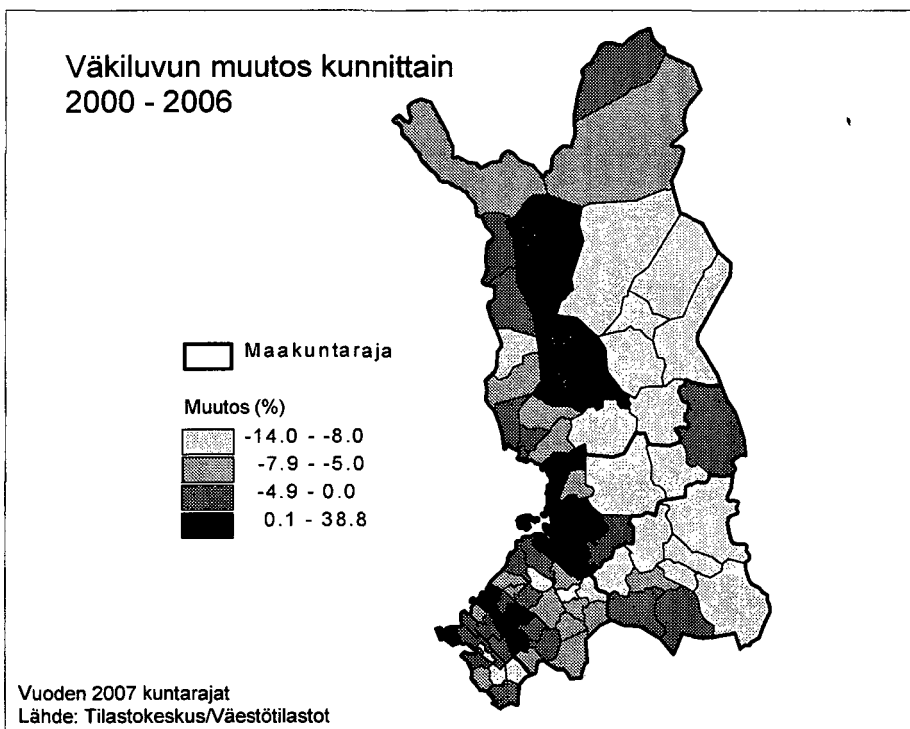 Väkiluvun muutos kunnittain
2000 - 2006
Maakuntaraja
Muutos (%)
-14.0 - -8.0
-7.9 - -5.0
-4.9 - 0.0
0.1 - 38.8
Vuoden 2007 kuntarajat
Lähde: Tilastokeskus/Väestötilastot